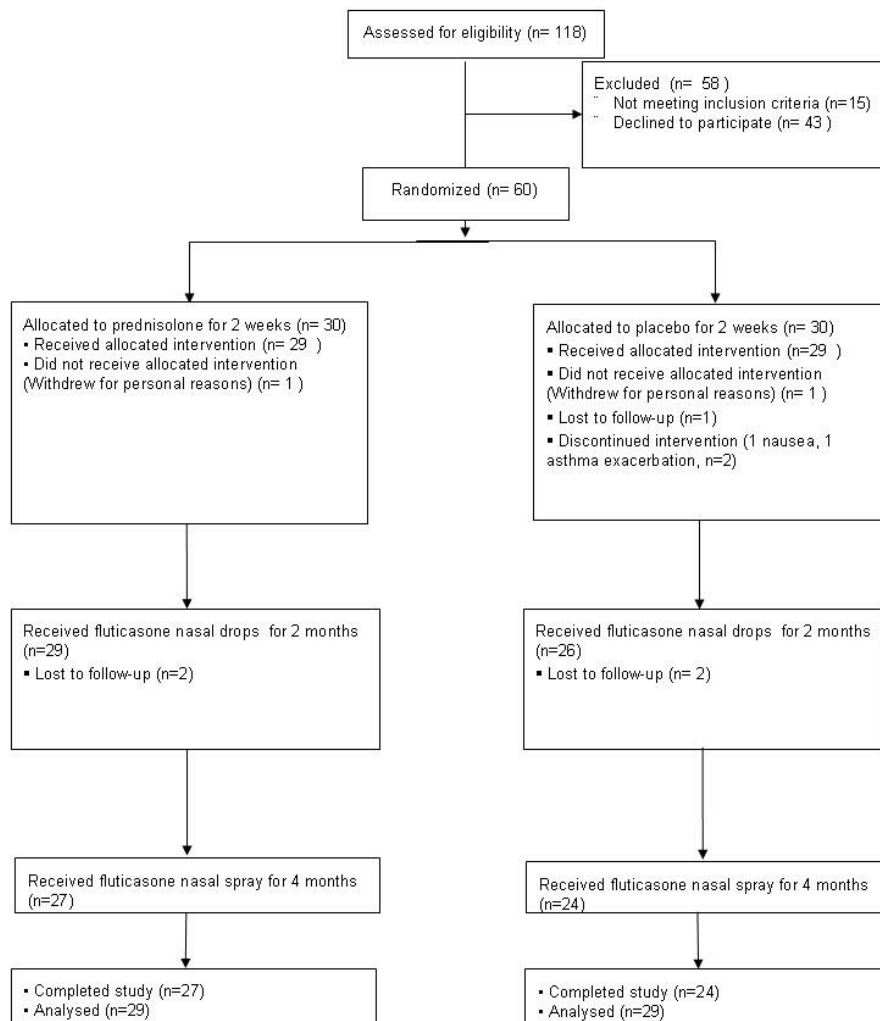 Assessed for eligibility (n= 118)
Excluded (n= 58 )
¨ Not meeting inclusion criteria (n=15)
¨ Declined to participate (n= 43 )
Randomized (n= 60)
Allocated to prednisolone for 2 weeks (n= 30)
▪ Received allocated intervention (n= 29 )
▪ Did not receive allocated intervention
(Withdrew for personal reasons) (n= 1 )
Allocated to placebo for 2 weeks (n= 30)
▪ Received allocated intervention (n=29 )
▪ Did not receive allocated intervention
(Withdrew for personal reasons) (n= 1 )
▪ Lost to follow-up (n=1)
▪ Discontinued intervention (1 nausea, 1
asthma exacerbation, n=2)
Received fluticasone nasal drops for 2 months
(n=29)
▪ Lost to follow-up (n=2)
Received fluticasone nasal drops for 2 months
(n=26)
▪ Lost to follow-up (n= 2)
Received fluticasone nasal spray for 4 months
(n=27)
Received fluticasone nasal spray for 4 months
(n=24)
▪ Completed study (n=27)
▪ Analysed (n=29)
▪ Completed study (n=24)
▪ Analysed (n=29)